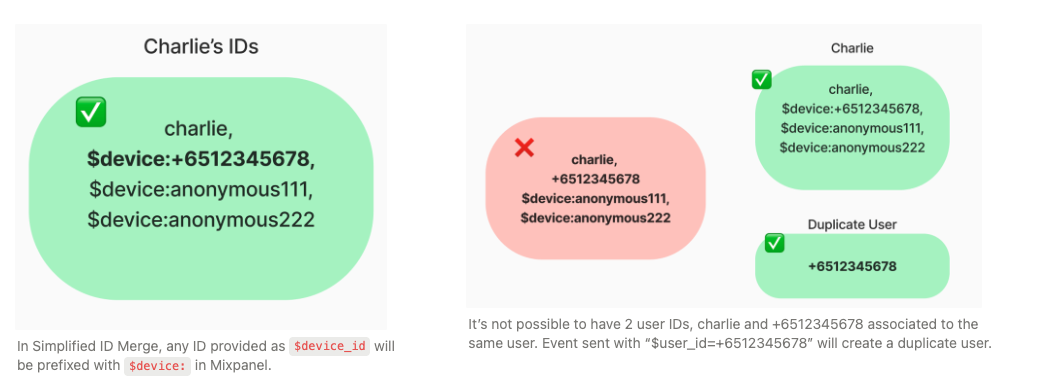 Charlie's IDs
charlie,
$device:+6512345678,
$device:anonymous111,
$device:anonymous222
In Simplified ID Merge, any ID provided as $device_id will
be prefixed with $device: in Mixpanel.
charlie,
+6512345678
$device:anonymous111,
$device:anonymous222
Charlie
charlie,
$device:+6512345678,
$device:anonymous111,
$device:anonymous222
Duplicate User
+6512345678
It's not possible to have 2 user IDs, charlie and +6512345678 associated to the
same user. Event sent with “$user_id=+6512345678” will create a duplicate user.